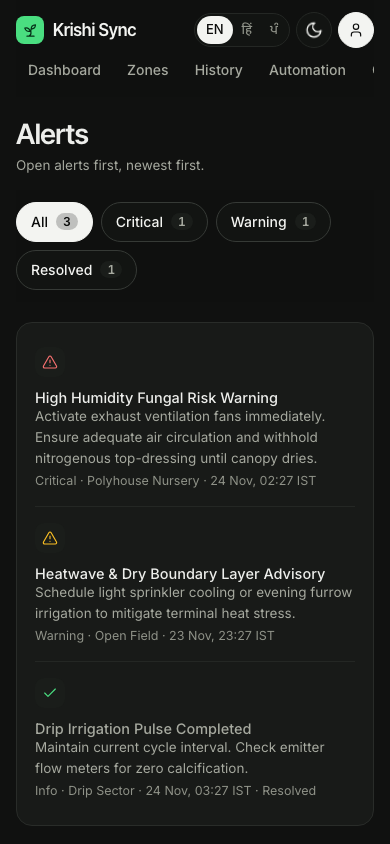 Krishi Sync
EN हिं ਪੰ
Dashboard Zones History Automation
Alerts
Open alerts first, newest first.
All 3 Critical 1 Warning 1
Resolved 1
High Humidity Fungal Risk Warning
Activate exhaust ventilation fans immediately.
Ensure adequate air circulation and withhold
nitrogenous top-dressing until canopy dries.
Critical · Polyhouse Nursery · 24 Nov, 02:27 IST
Heatwave & Dry Boundary Layer Advisory
Schedule light sprinkler cooling or evening furrow
irrigation to mitigate terminal heat stress.
Warning · Open Field · 23 Nov, 23:27 IST
Drip Irrigation Pulse Completed
Maintain current cycle interval. Check emitter
flow meters for zero calcification.
Info · Drip Sector · 24 Nov, 03:27 IST · Resolved